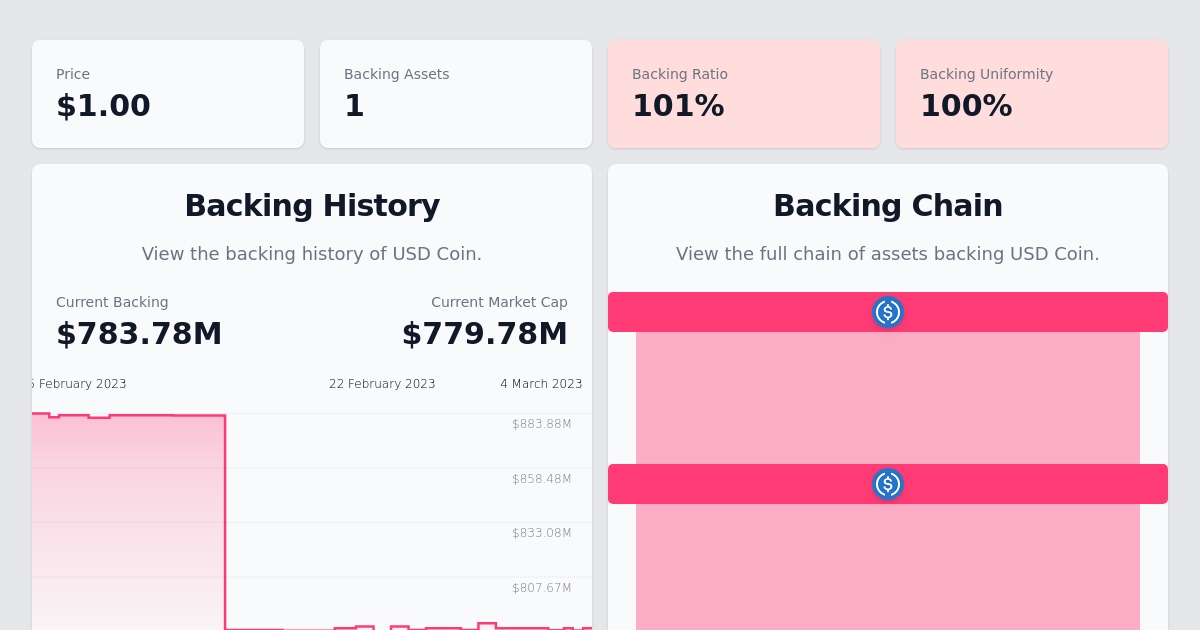 Price
$1.00
Backing Assets
1
Backing Ratio
101%
Backing Uniformity
100%
Backing History
View the backing history of USD Coin.
Current Backing
$783.78M
Current Market Cap
$779.78M
February 2023
22 February 2023
4 March 2023
$883.88M
$858.48M
$833.08M
$807.67M
Backing Chain
View the full chain of assets backing USD Coin.
$
$